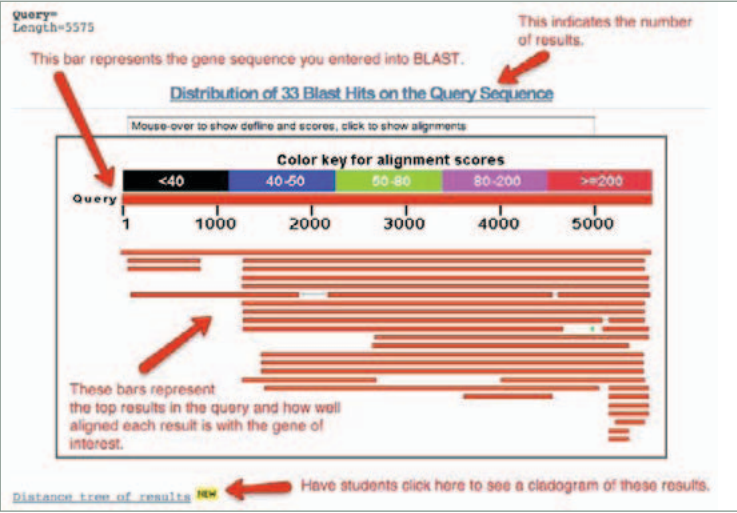 Query=
Length=5575
This indicates the number
of results.
This bar represents the gene sequence you entered into BLAST.
Distribution of 33 Blast Hits on the Query Sequence
Mouse-over to show defline and scores, click to show alignments
Color key for alignment scores
<40 40-50 50-80 80-200 >=200
Query
1 1000 2000 3000 4000 5000
These bars represent
the top results in the query and how well
aligned each result is with the gene of
interest.
Distance tree of results NEW
Have students click here to see a cladogram of these results.